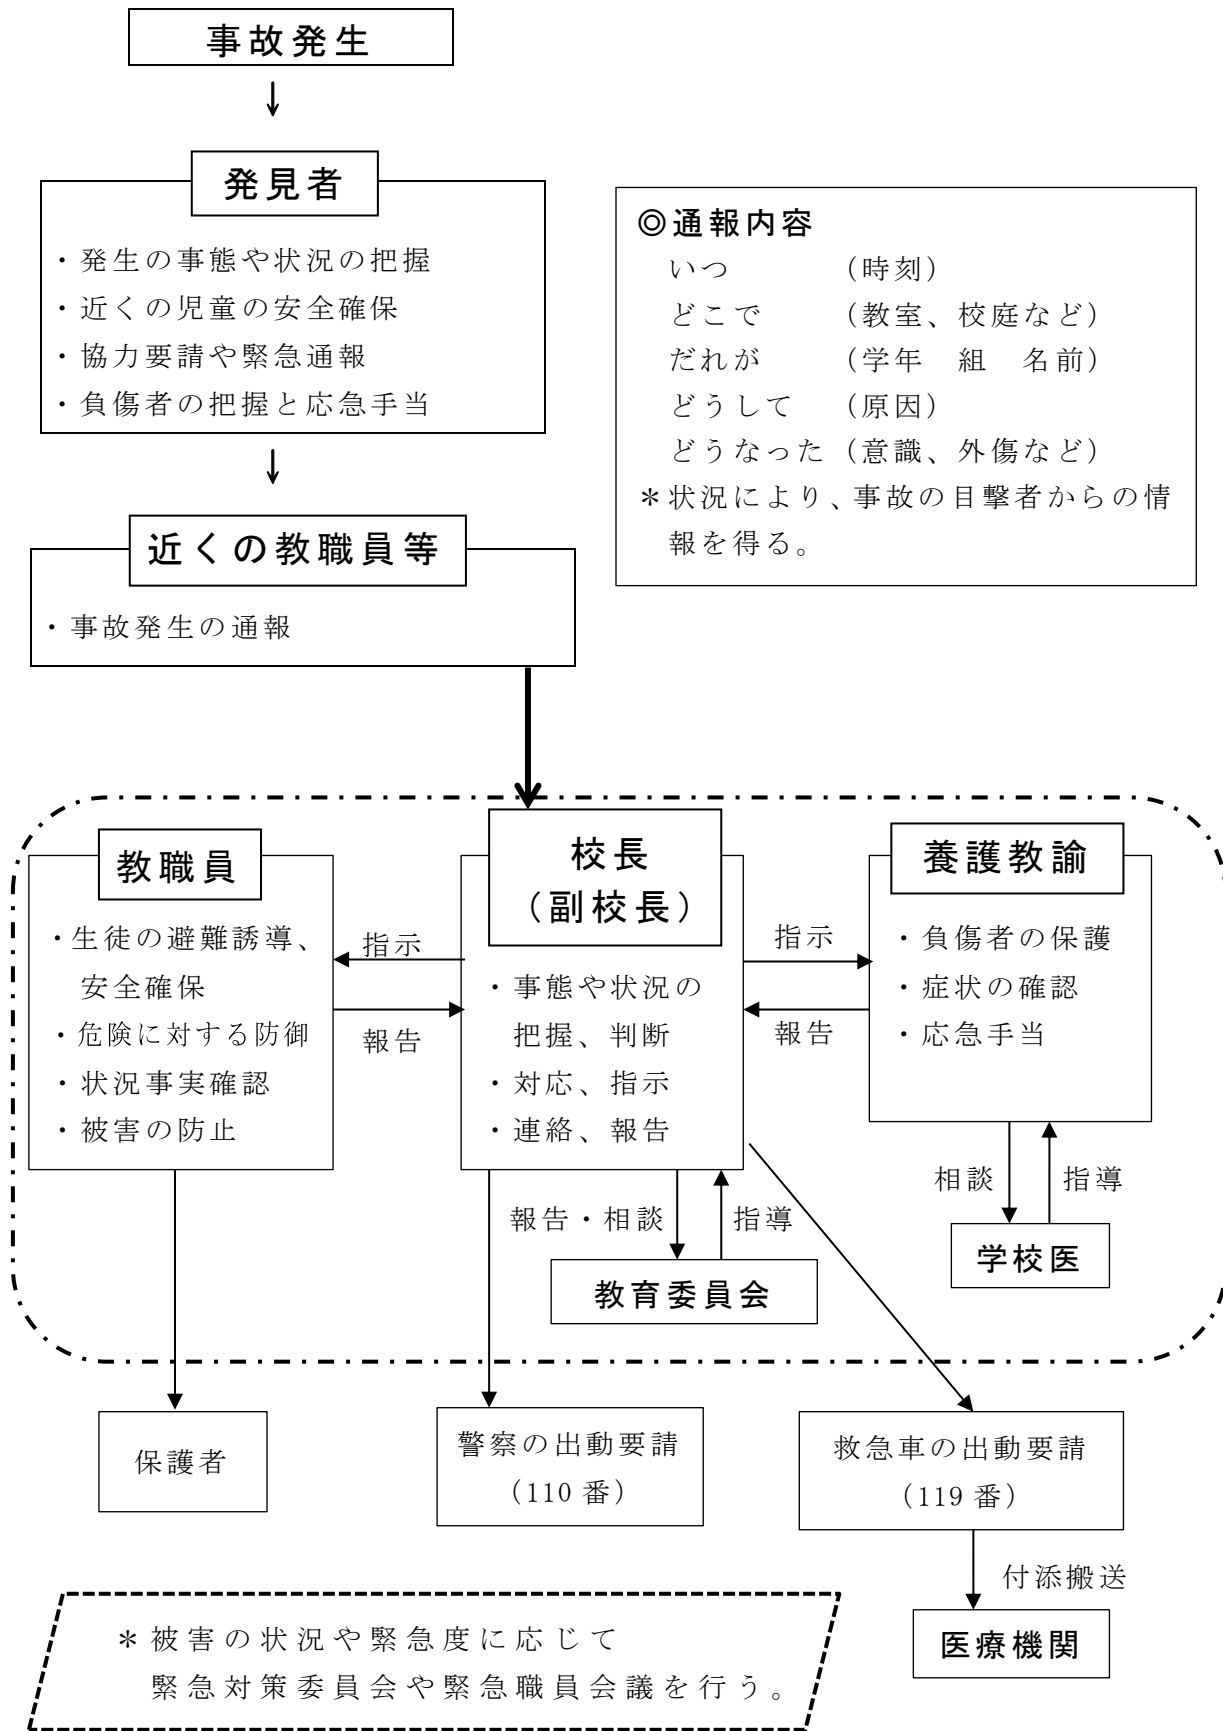 事故発生
発見者
・発生の事態や状況の把握
・近くの児童の安全確保
・協力要請や緊急通報
・負傷者の把握と応急手当
◎通報内容
いつ （時刻）
どこで （教室、校庭など）
だれが （学年 組 名前）
どうして （原因）
どうなった（意識、外傷など）
＊状況により、事故の目撃者からの情
報を得る。
近くの教職員等
・事故発生の通報
教職員
・生徒の避難誘導、
安全確保
・危険に対する防御
・状況事実確認
・被害の防止
指示
報告
校長
（副校長）
・事態や状況の
把握、判断
・対応、指示
・連絡、報告
指示
報告
養護教諭
・負傷者の保護
・症状の確認
・応急手当
相談
指導
学校医
報告・相談
指導
教育委員会
保護者
警察の出動要請
（110 番）
救急車の出動要請
（119 番）
付添搬送
医療機関
＊被害の状況や緊急度に応じて
緊急対策委員会や緊急職員会議を行う。